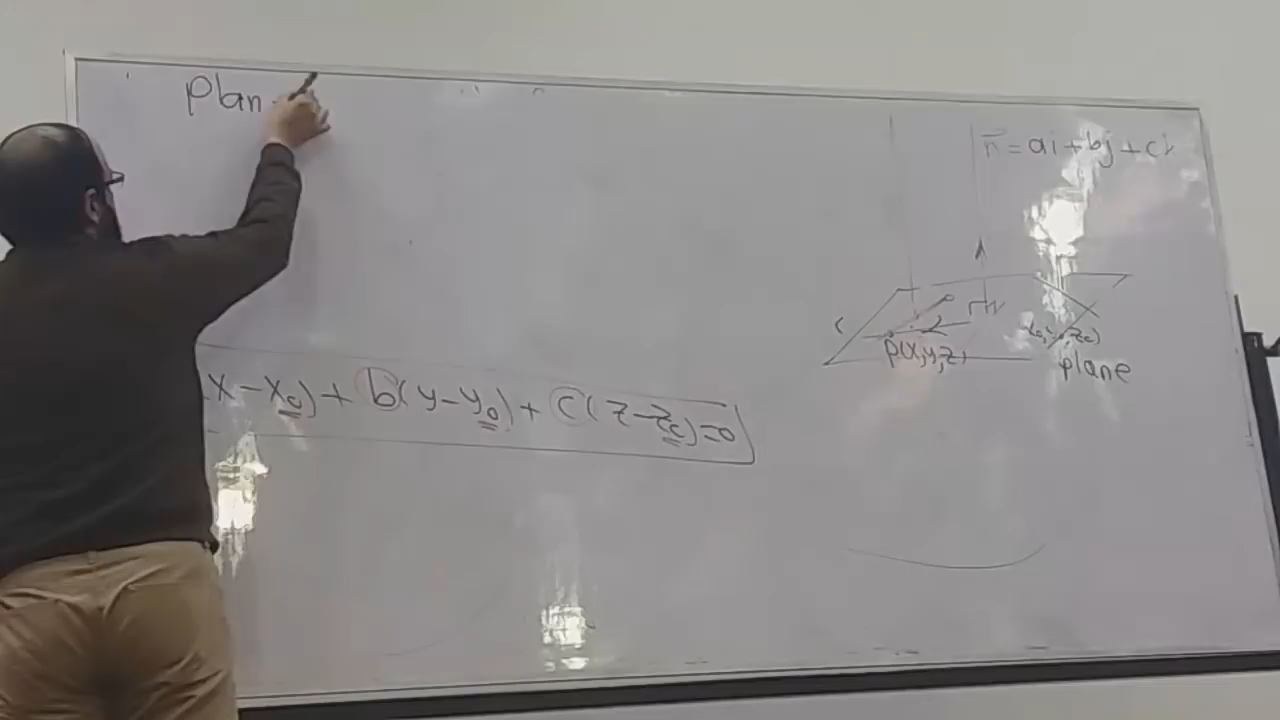 Plan
n = ai + bj + ck
P(x,y,z)
plane
x - x₀) + b(y - y₀) + c(z - z₀) = 0